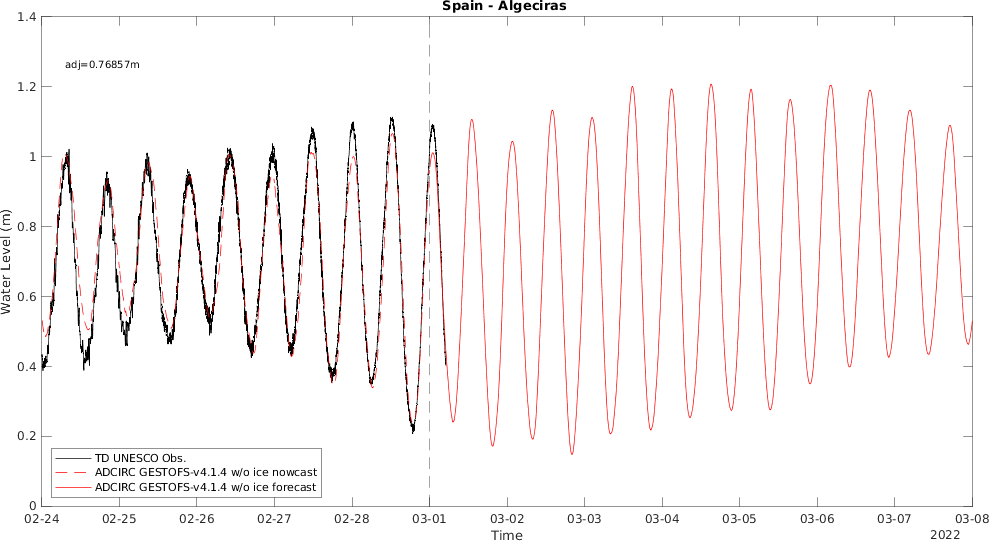 Spain - Algeciras
1.4
adj=0.76857m
1.2
1
0.8
Water Level (m)
0.6
0.4
0.2
TD UNESCO Obs.
ADCIRC GESTOFS-v4.1.4 w/o ice nowcast
ADCIRC GESTOFS-v4.1.4 w/o ice forecast
0
02-24 02-25 02-26 02-27 02-28 03-01 03-02 03-03 03-04 03-05 03-06 03-07 03-08
Time
2022